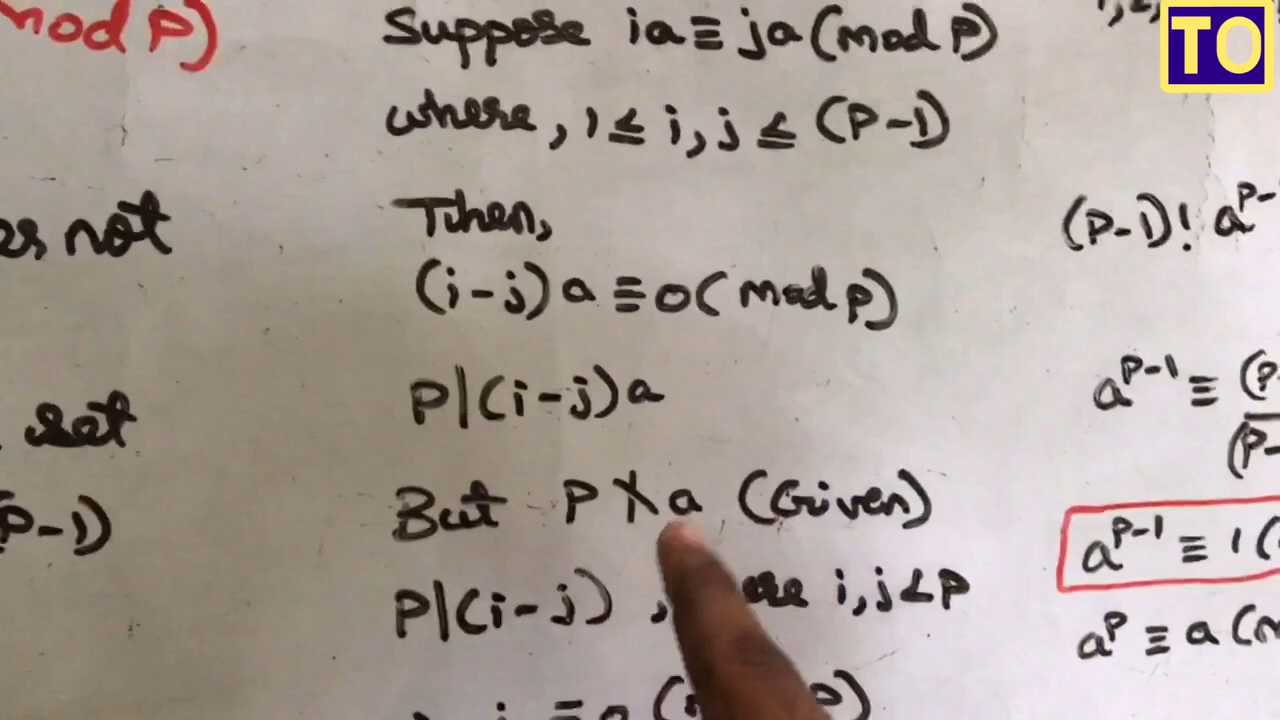 mod P)
es not
set
P-1)
Suppose ia ≡ ja (mod P)
where, 1 ≤ i, j ≤ (P-1)
Then,
(i-j) a ≡ 0 (mod P)
P|(i-j)a
But P ∤ a (Given)
P|(i-j), i, j < P
≡ 0
(P-1)! a^P-
a^P-1 ≡ (P
(P-
a^P-1 ≡ 1 (
a^P ≡ a (m
TO